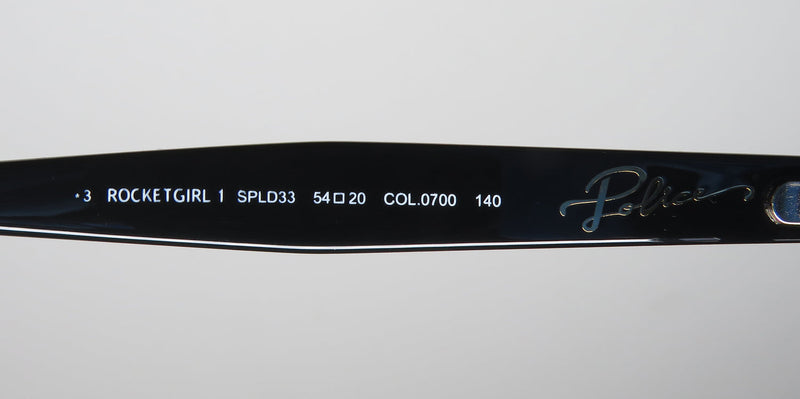 *3 ROCKETGIRL 1 SPLD33 54□20 COL.0700 140 Police